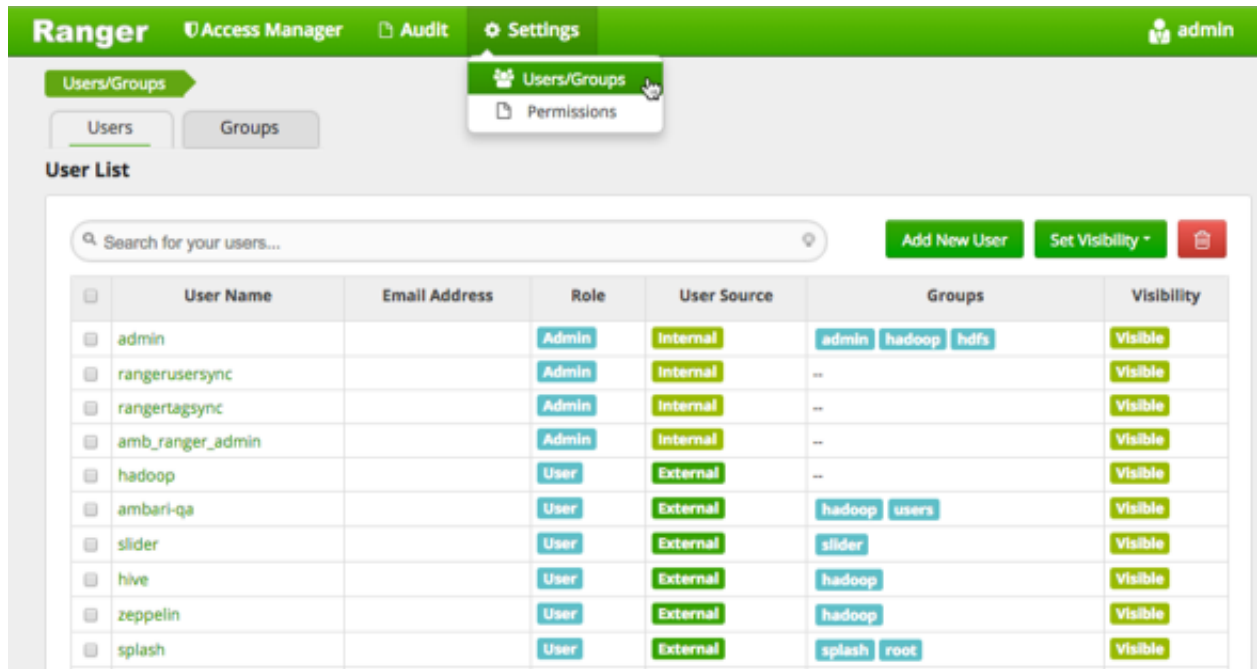 Ranger Access Manager Audit Settings admin
Users/Groups
Permissions
Users/Groups
Users Groups
User List
Search for your users... Add New User Set Visibility
User Name Email Address Role User Source Groups Visibility
admin Admin Internal admin hadoop hdfs Visible
rangerusersync Admin Internal -- Visible
rangertagsync Admin Internal -- Visible
amb_ranger_admin Admin Internal -- Visible
hadoop User External -- Visible
ambari-qa User External hadoop users Visible
slider User External slider Visible
hive User External hadoop Visible
zeppelin User External hadoop Visible
splash User External splash root Visible